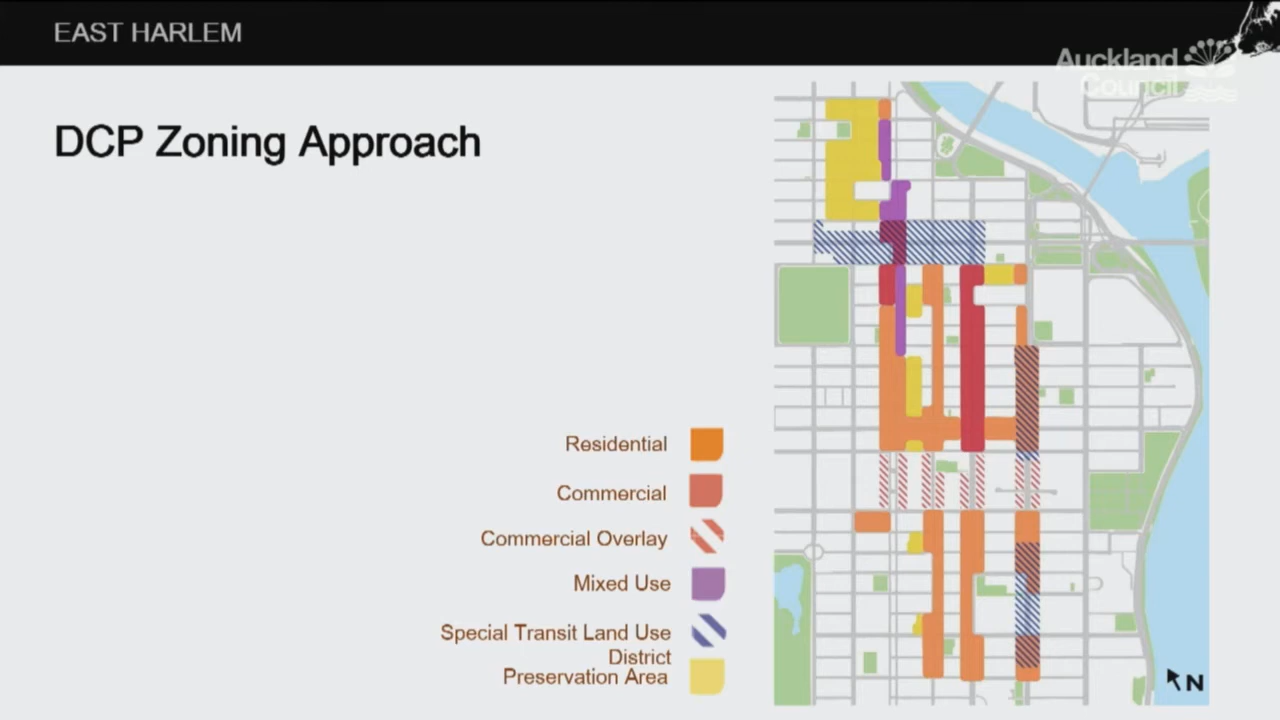 EAST HARLEM
Auckland
Council
DCP Zoning Approach
Residential
Commercial
Commercial Overlay
Mixed Use
Special Transit Land Use
District
Preservation Area
N